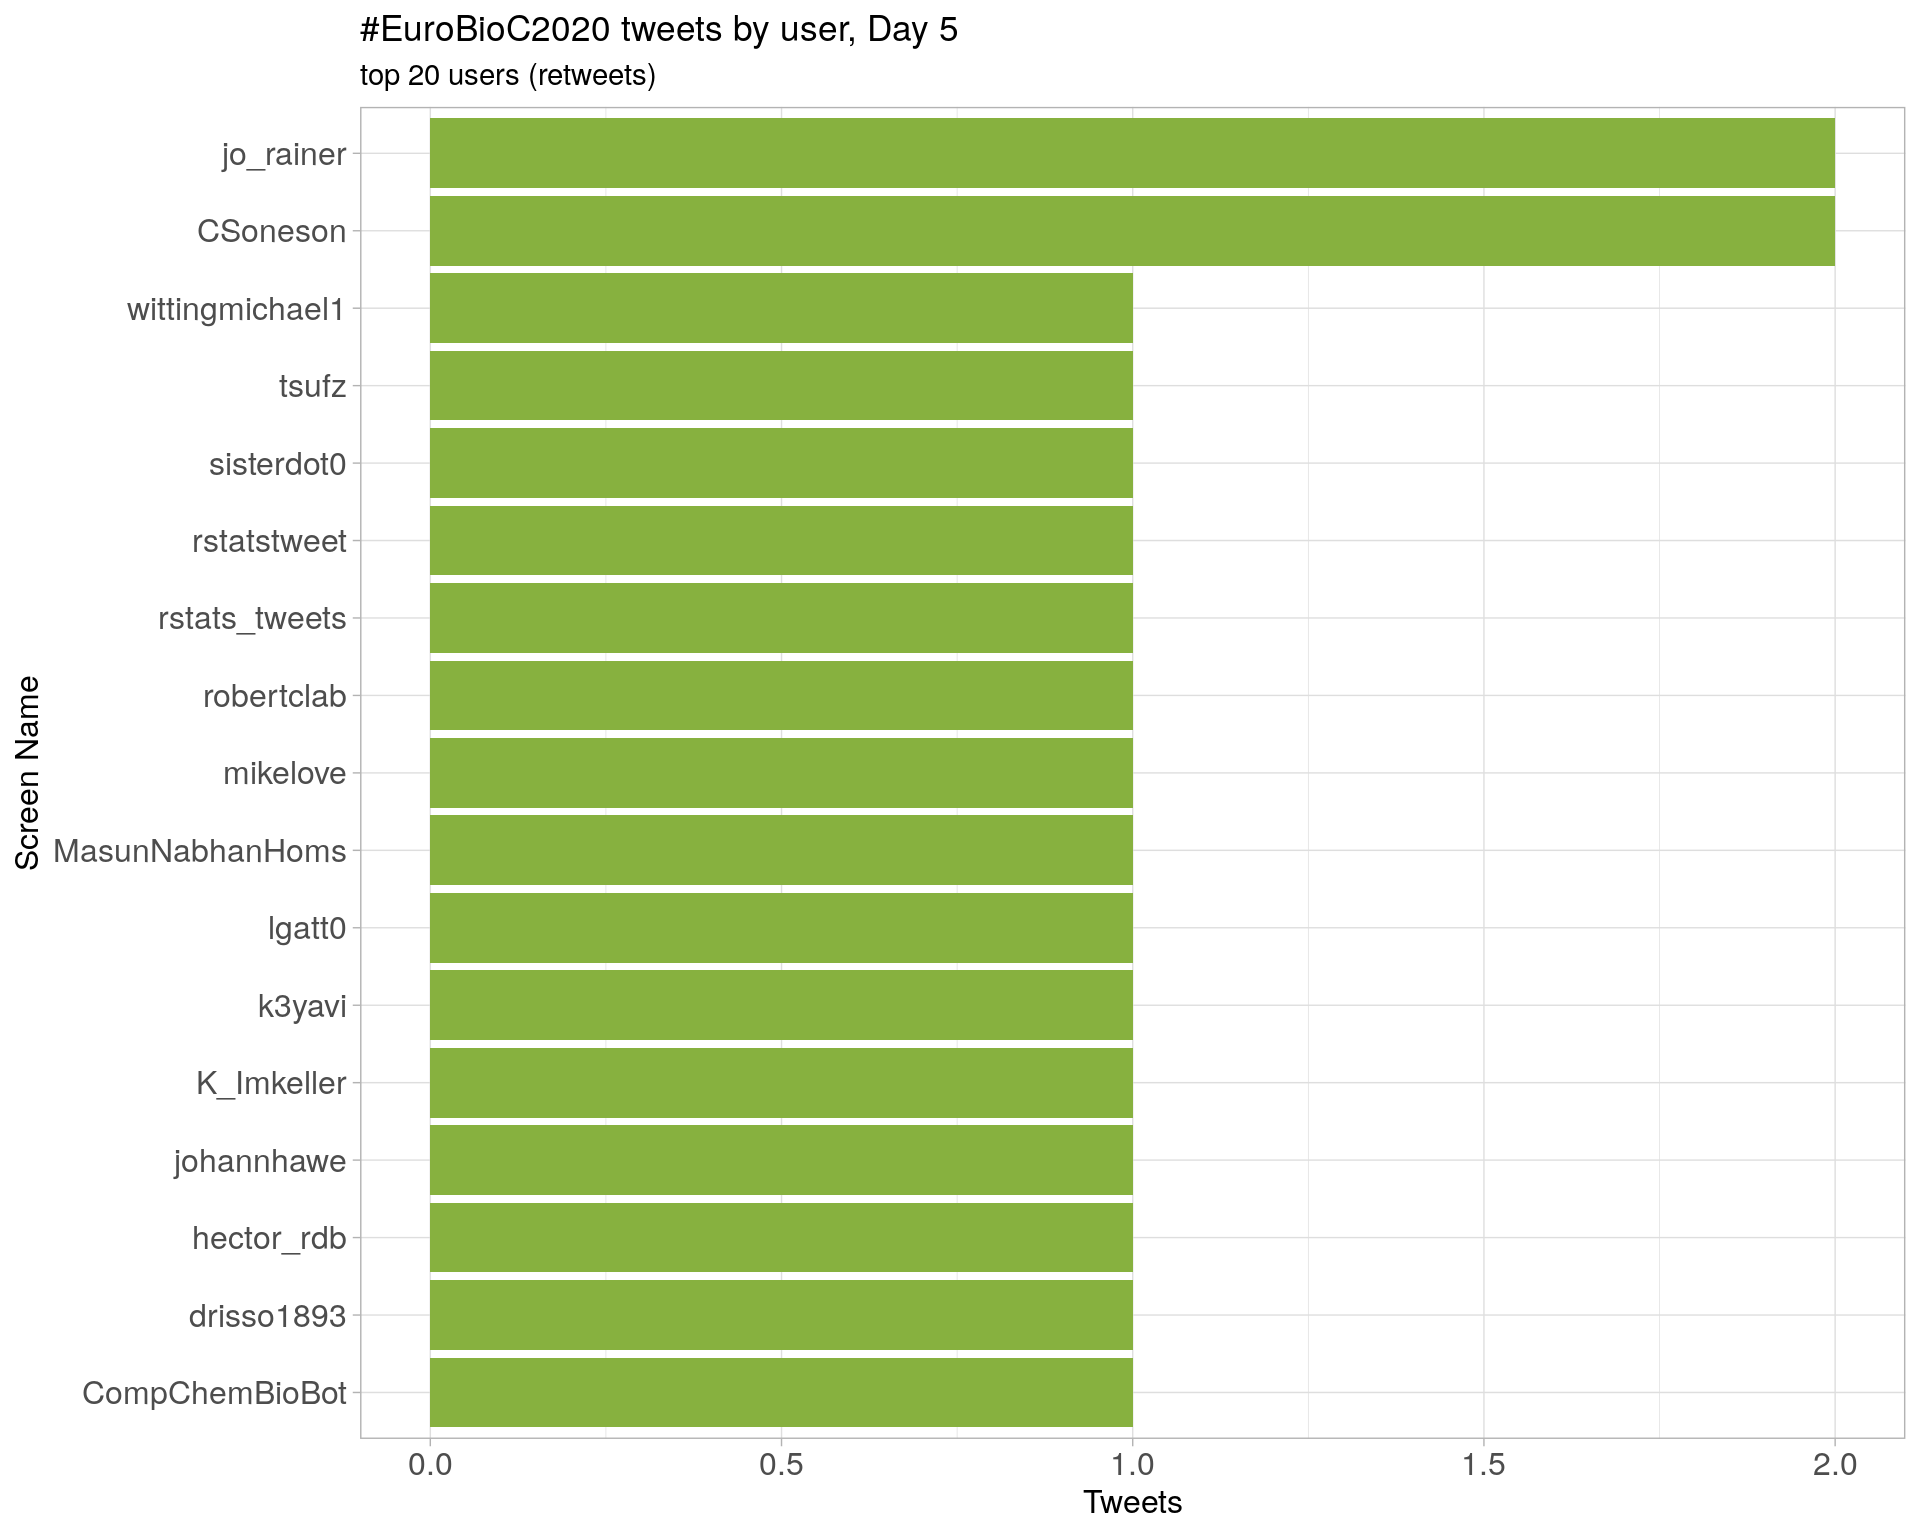 #EuroBioC2020 tweets by user, Day 5
top 20 users (retweets)
jo_rainer
CSoneson
wittingmichael1
tsufz
sisterdot0
rstatstweet
rstats_tweets
robertclab
mikelove
MasunNabhanHoms
lgatt0
k3yavi
K_Imkeller
johannhawe
hector_rdb
drisso1893
CompChemBioBot
Screen Name
0.0 0.5 1.0 1.5 2.0
Tweets